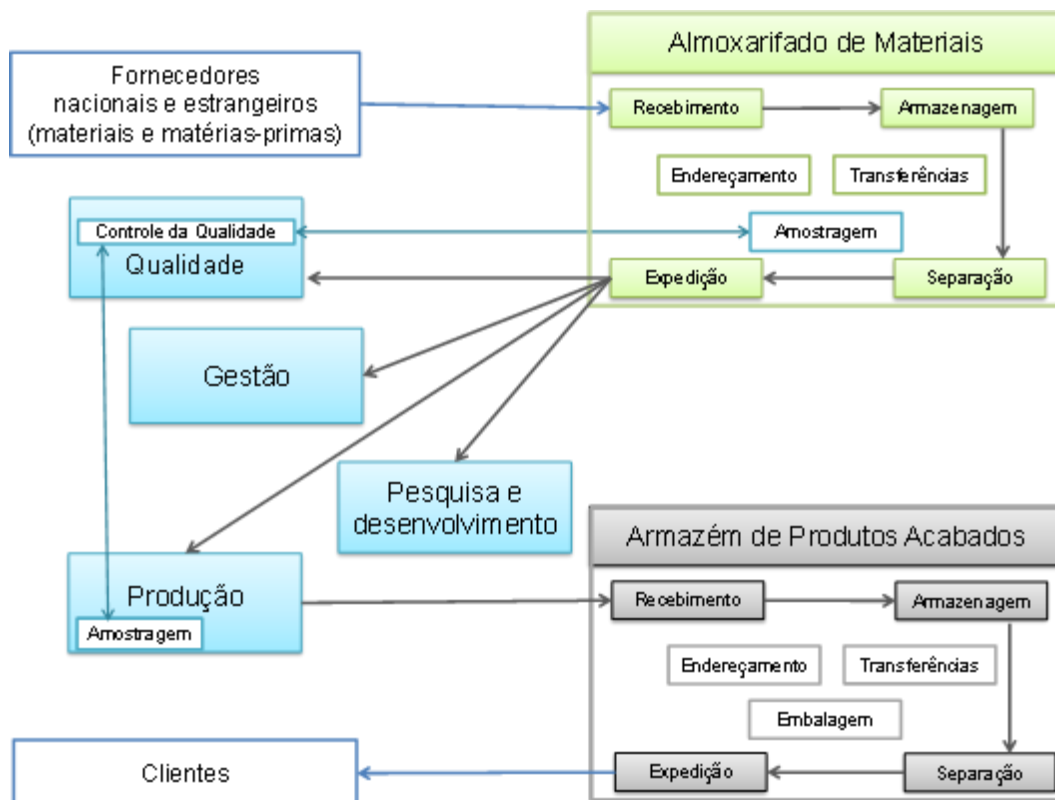 Almoxarifado de Materiais
Fornecedores
nacionais e estrangeiros
(materiais e matérias-primas)
Recebimento
Armazenagem
Endereçamento
Transferências
Controle da Qualidade
Qualidade
Amostragem
Expedição
Separação
Gestão
Pesquisa e
desenvolvimento
Armazém de Produtos Acabados
Produção
Amostragem
Recebimento
Armazenagem
Endereçamento
Transferências
Embalagem
Clientes
Expedição
Separação